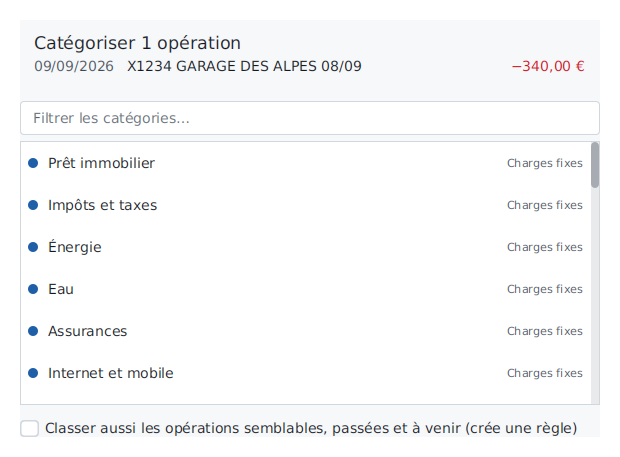 Catégoriser 1 opération
09/09/2026 X1234 GARAGE DES ALPES 08/09 −340,00 €
Filtrer les catégories…
Prêt immobilier Charges fixes
Impôts et taxes Charges fixes
Énergie Charges fixes
Eau Charges fixes
Assurances Charges fixes
Internet et mobile Charges fixes
Classer aussi les opérations semblables, passées et à venir (crée une règle)